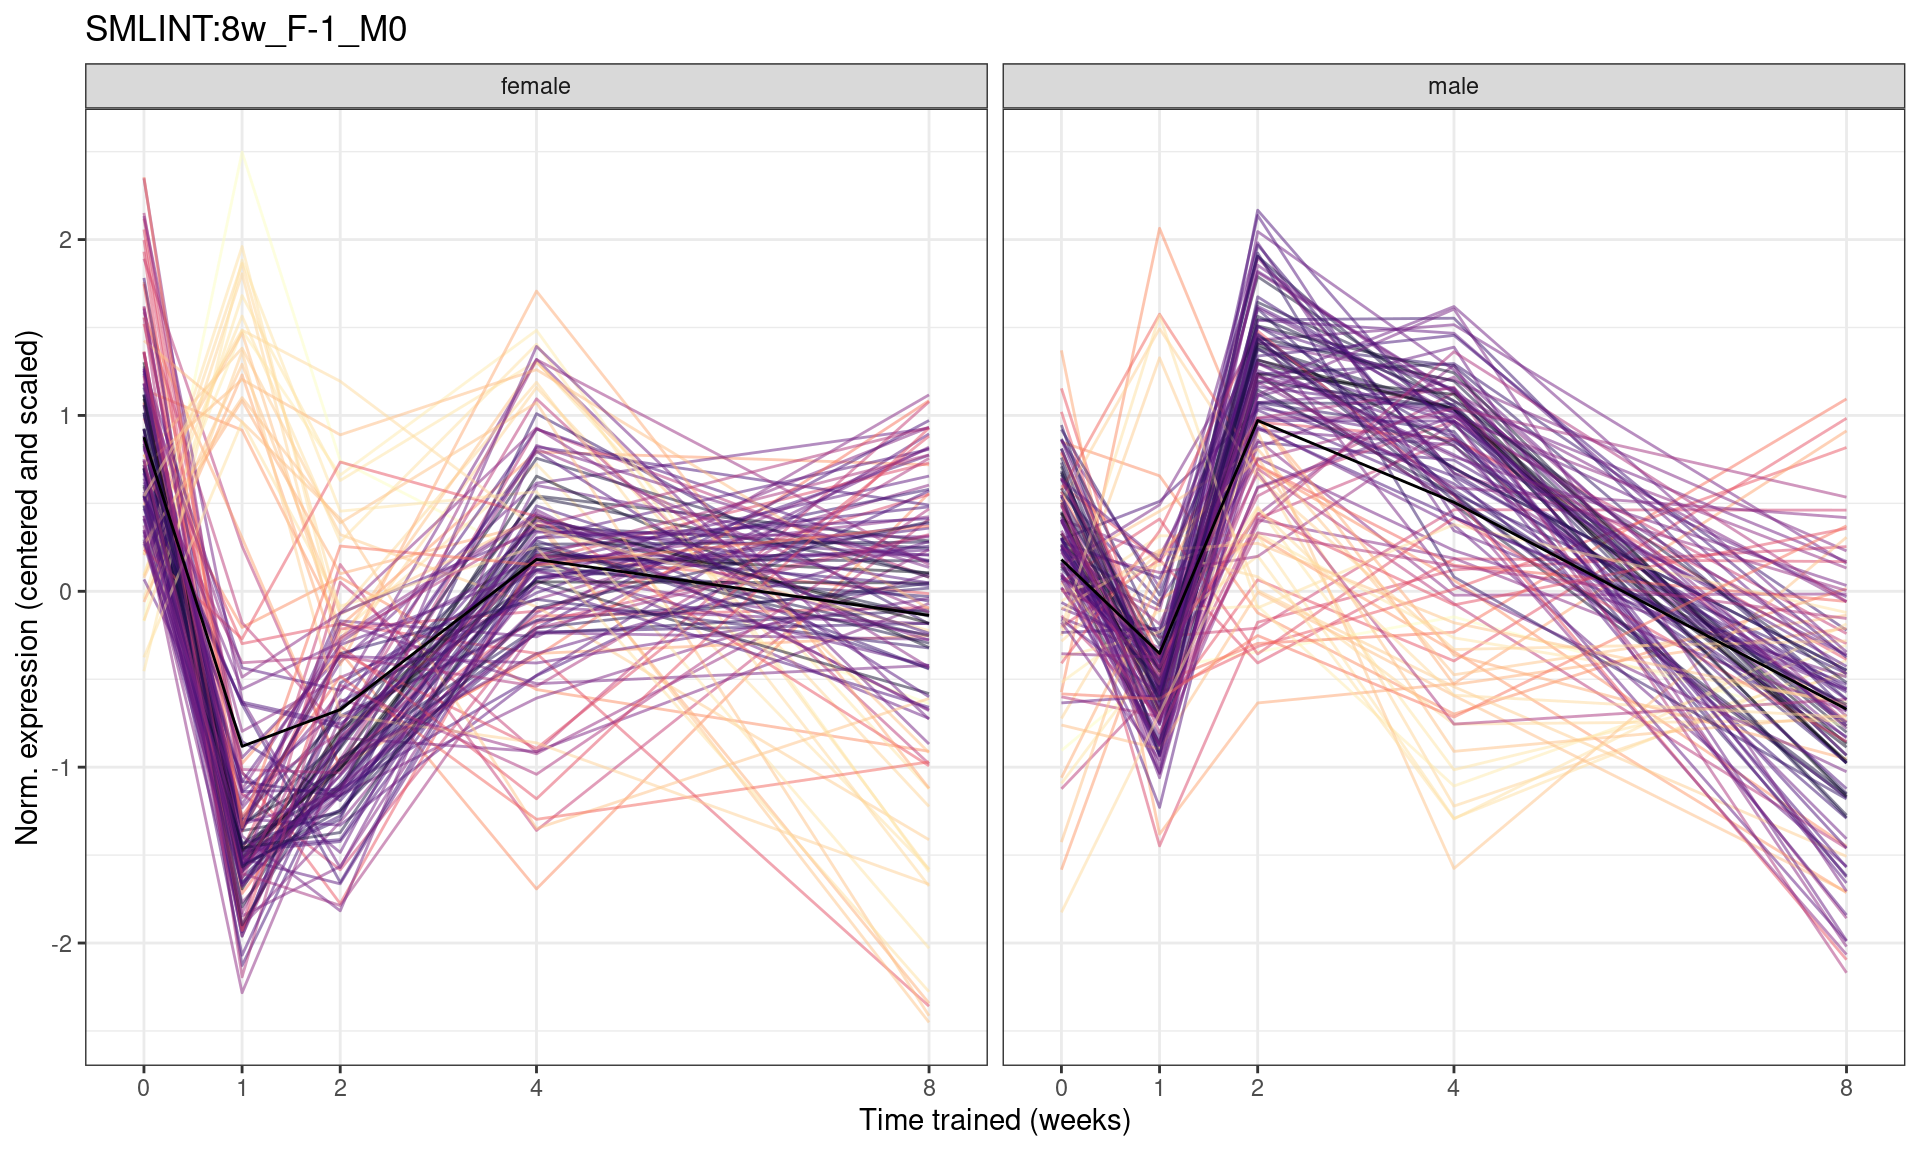 SMLINT:8w_F-1_M0
female
male
Norm. expression (centered and scaled)
2
1
0
-1
-2
0 1 2 4 8
0 1 2 4 8
Time trained (weeks)